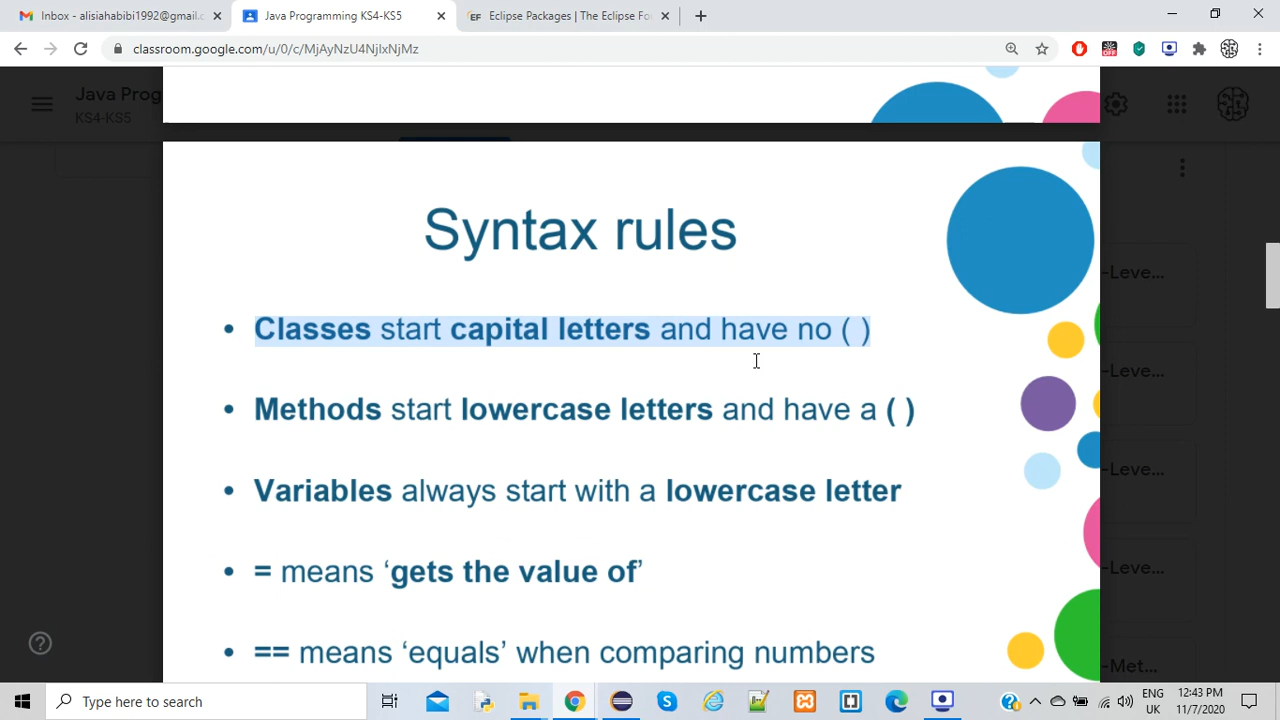 Inbox - alisiahabibi1992@gmail.c
Java Programming KS4-KS5
Eclipse Packages | The Eclipse Fo
classroom.google.com/u/0/c/MjAyNzU4NjIxNjMz
Java Prog
KS4-KS5
OFF
Syntax rules
• Classes start capital letters and have no ( )
• Methods start lowercase letters and have a ( )
• Variables always start with a lowercase letter
• = means ‘gets the value of’
• == means ‘equals’ when comparing numbers
-Leve...
-Leve...
-Leve...
-Leve...
-Met...
Type here to search
ENG
UK
12:43 PM
11/7/2020